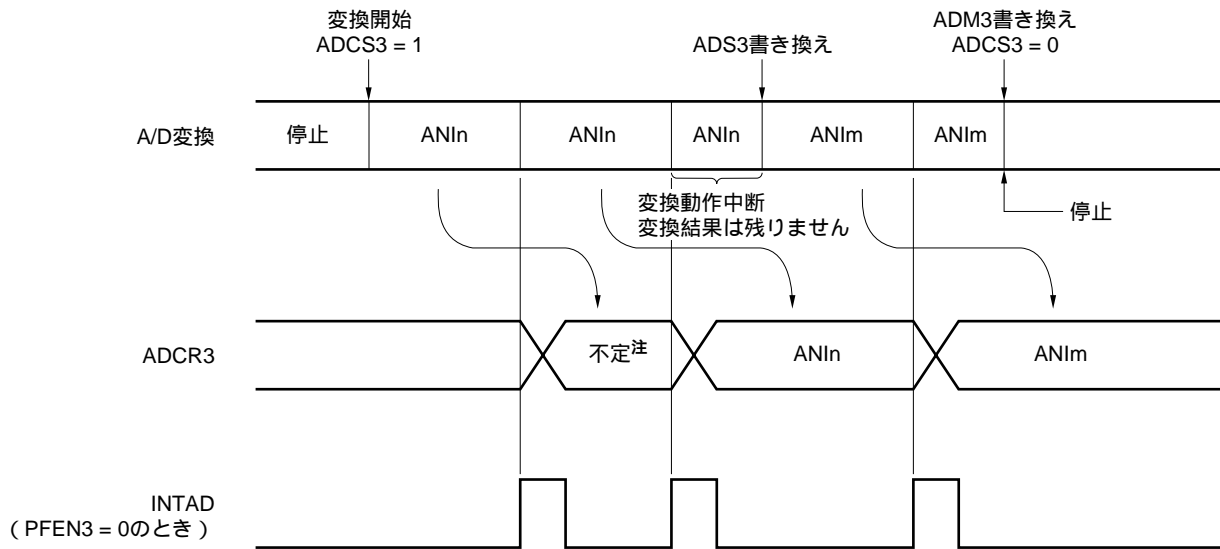 変換開始
ADCS3 = 1
ADS3書き換え
ADM3書き換え
ADCS3 = 0
A/D変換
停止
ANIn
ANIn
ANIn
ANIm
ANIm
変換動作中断
変換結果は残りません
停止
ADCR3
不定注
ANIn
ANIm
INTAD
(PFEN3 = 0のとき)